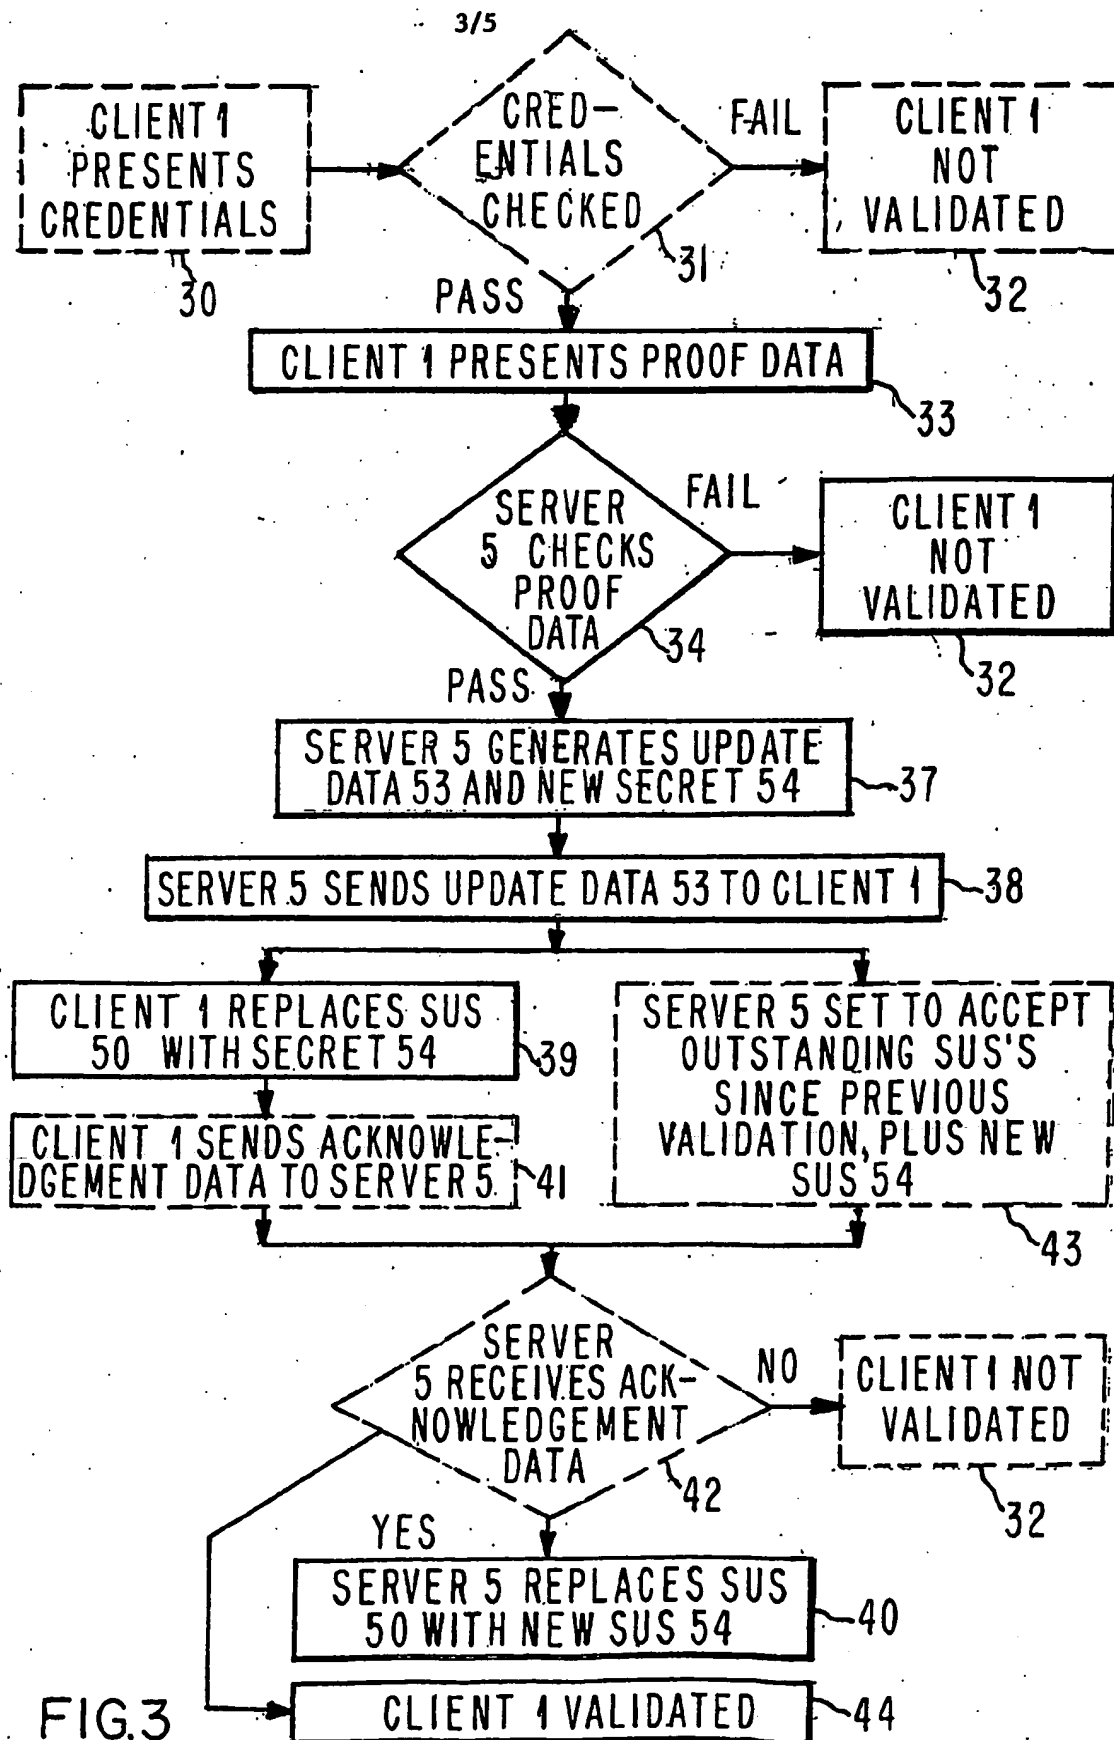 3/5
CLIENT 1
PRESENTS
CREDENTIALS
30
CRED-
ENTIALS
CHECKED
31
FAIL
CLIENT 1
NOT
VALIDATED
32
PASS
CLIENT 1 PRESENTS PROOF DATA
33
SERVER
5 CHECKS
PROOF
DATA
34
FAIL
CLIENT 1
NOT
VALIDATED
32
PASS
SERVER 5 GENERATES UPDATE
DATA 53 AND NEW SECRET 54
37
SERVER 5 SENDS UPDATE DATA 53 TO CLIENT 1
38
CLIENT 1 REPLACES SUS
50 WITH SECRET 54
39
CLIENT 1 SENDS ACKNOWLE-
DGEMENT DATA TO SERVER 5
41
SERVER 5 SET TO ACCEPT
OUTSTANDING SUS'S
SINCE PREVIOUS
VALIDATION, PLUS NEW
SUS 54
43
SERVER
5 RECEIVES ACK-
NOWLEDGEMENT
DATA
42
NO
CLIENT 1 NOT
VALIDATED
32
YES
SERVER 5 REPLACES SUS
50 WITH NEW SUS 54
40
CLIENT 1 VALIDATED
44
FIG.3